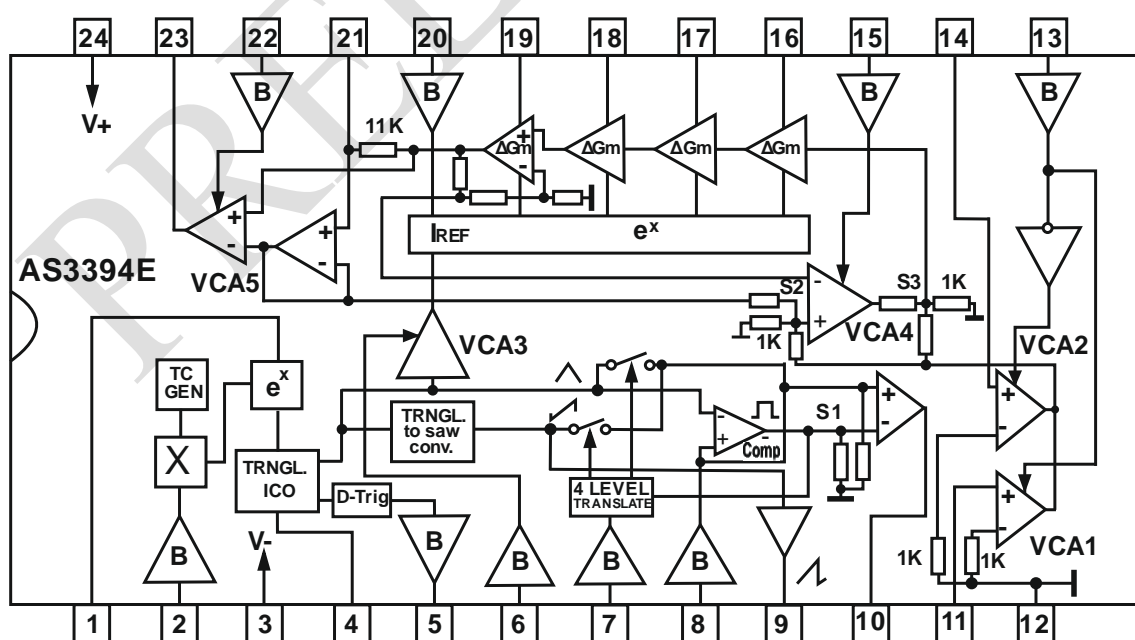 24 23 22 21 20 19 18 17 16 15 14 13
B
B
B
B
V+
11K
ΔGm
+
-
ΔGm
ΔGm
ΔGm
IREF
e^x
+
-
+
-
AS3394E
VCA5
S2
-
+
S3
1K
VCA4
1K
VCA3
VCA2
TC
GEN
e^x
TRNGL.
to saw
conv.
-
+
-
Comp
S1
+
-
+
-
X
TRNGL.
ICO
D-Trig
4 LEVEL
TRANSLATE
+
-
VCA1
1K
1K
B
V-
B
B
B
B
1 2 3 4 5 6 7 8 9 10 11 12
PRE